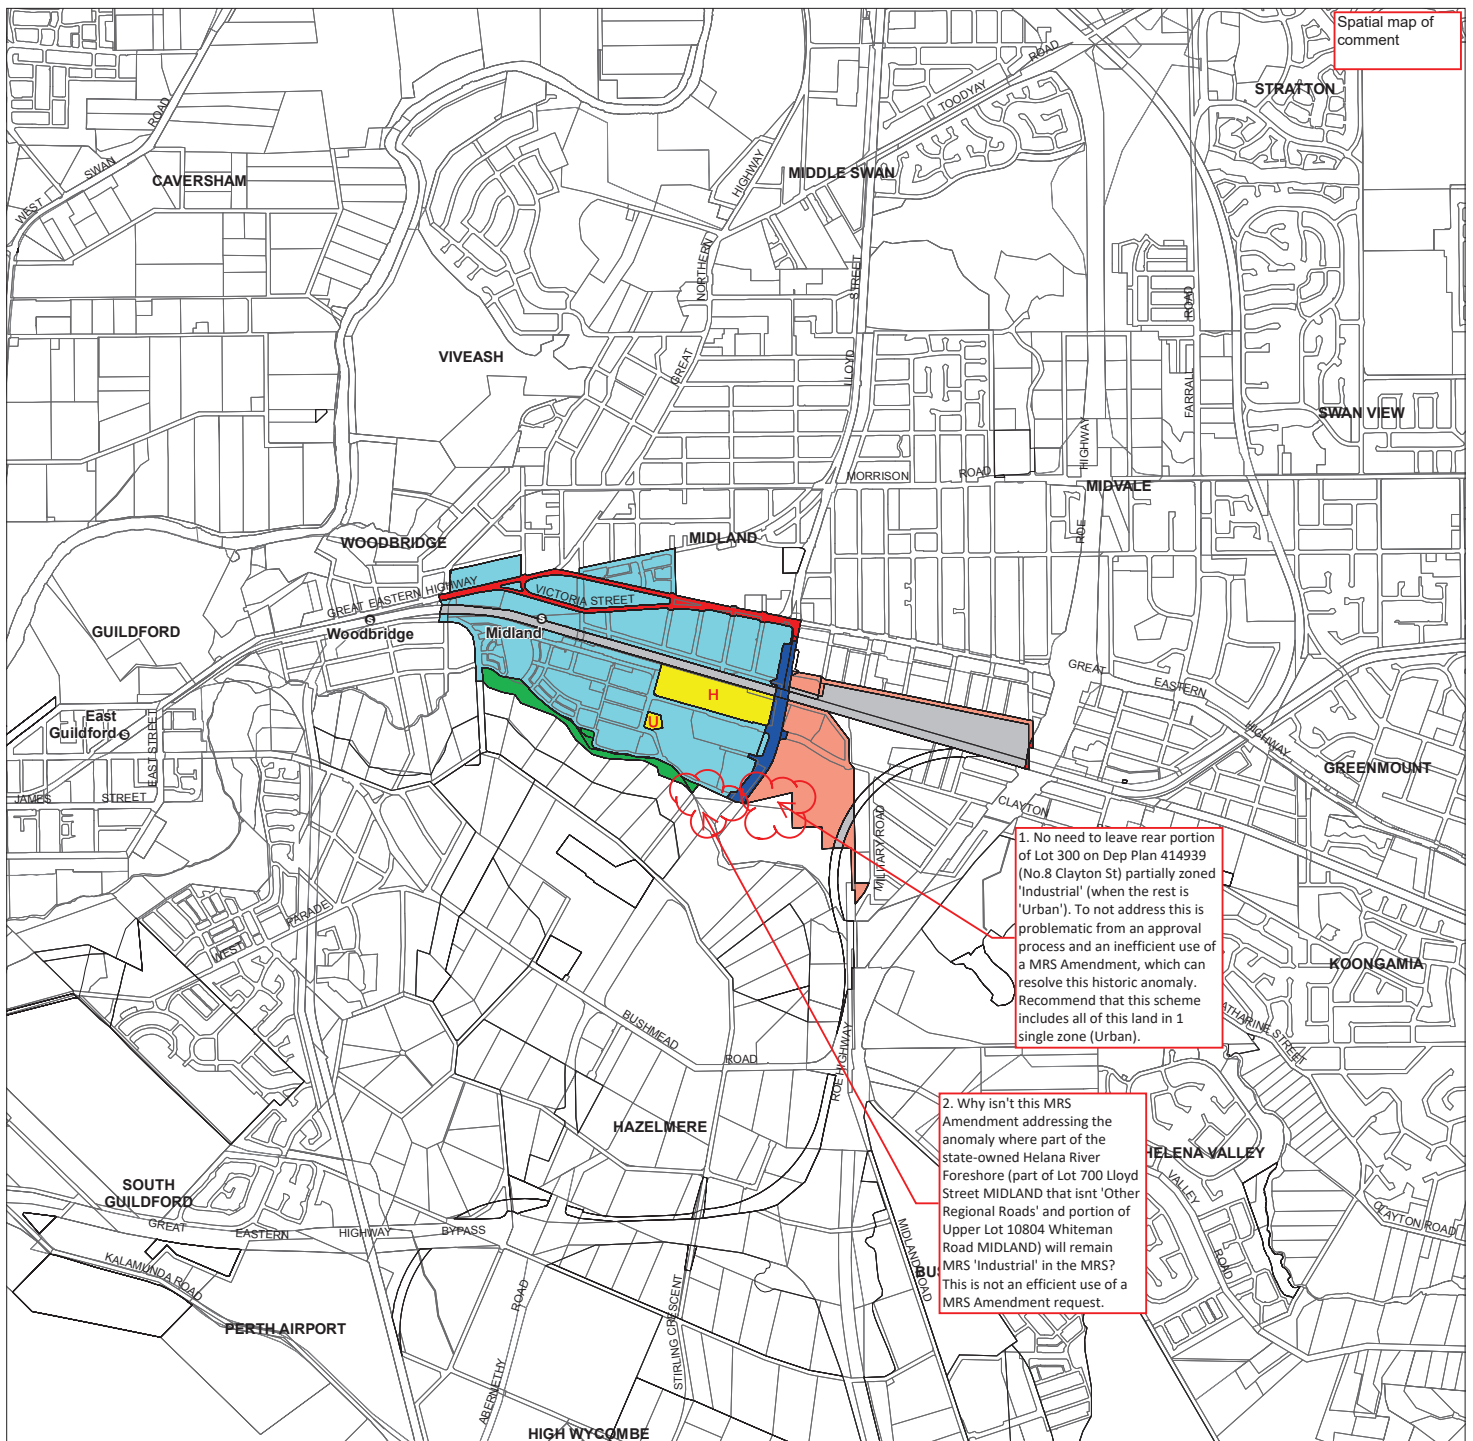 Spatial map of
comment
STRATTON
ROAD
TOODYAY
ROAD
SWAN
WEST
CAVERSHAM
HIGHWAY
MIDDLE SWAN
NORTHERN
GREAT
STREET
LLOYD
ROAD
FARRALL
VIVEASH
SWAN VIEW
MORRISON
ROAD
HIGHWAY
MIDVALE
ROE
WOODBRIDGE
MIDLAND
GREAT EASTERN HIGHWAY
VICTORIA STREET
S
Woodbridge
Midland
S
GUILDFORD
GREAT
EASTERN
HIGHWAY
H
U
East
Guildford
S
EAST STREET
JAMES
STREET
GREENMOUNT
CLAYTON
MILITARY ROAD
1. No need to leave rear portion
of Lot 300 on Dep Plan 414939
(No.8 Clayton St) partially zoned
'Industrial' (when the rest is
'Urban'). To not address this is
problematic from an approval
process and an inefficient use of
a MRS Amendment, which can
resolve this historic anomaly.
Recommend that this scheme
includes all of this land in 1
single zone (Urban).
WEST
PARADE
KOONGAMIA
ATHARINE STREET
BUSHMEAD
ROAD
ROE HIGHWAY
HAZELMERE
2. Why isn't this MRS
Amendment addressing the
anomaly where part of the
state-owned Helana River
Foreshore (part of Lot 700 Lloyd
Street MIDLAND that isnt 'Other
Regional Roads' and portion of
Upper Lot 10804 Whiteman
Road MIDLAND) will remain
MRS 'Industrial' in the MRS?
This is not an efficient use of a
MRS Amendment request.
HELENA VALLEY
VALLEY
ROAD
CLAYTON ROAD
SOUTH
GUILDFORD
GREAT
EASTERN
HIGHWAY
BYPASS
KALAMUNDA ROAD
MIDLAND ROAD
BUS
PERTH AIRPORT
ROAD
ABERNETHY
STIRLING CRESCENT
HIGH WYCOMBE